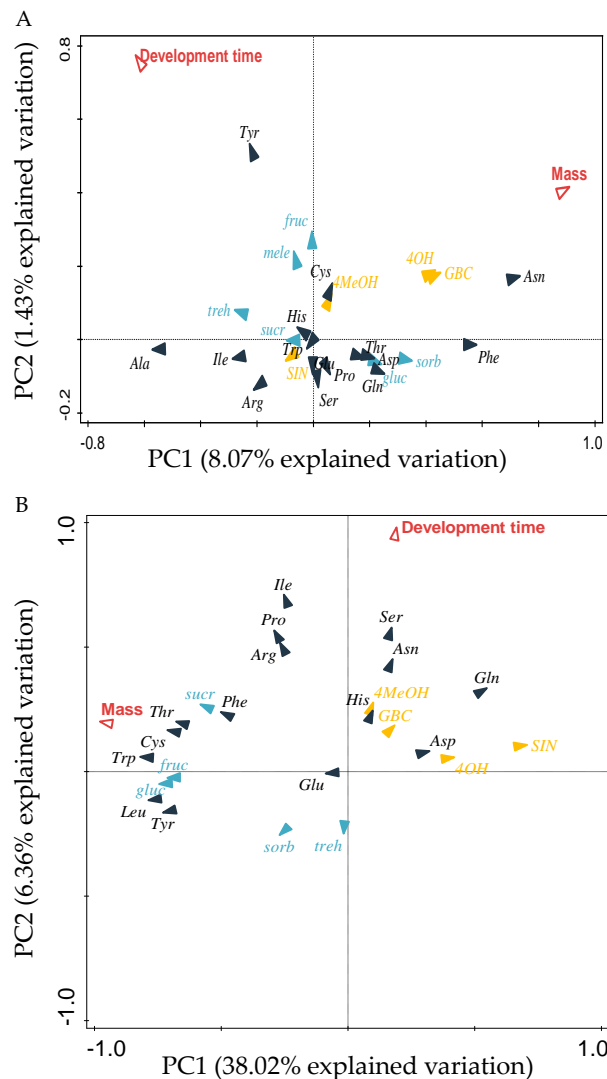 A
0.8
Development time
Tyr
Mass
fruc
mele
Cys
4MeOH
4OH
GBC
Asn
treh
sucr
His
Trp
Glu
Thr
Asp
Phe
Ala
Ile
SIN
Pro
gluc
sorb
Arg
Ser
Gln
-0.2
-0.8
1.0
PC2 (1.43% explained variation)
PC1 (8.07% explained variation)
B
1.0
Development time
Ile
Pro
Arg
Ser
Asn
Gln
Mass
sucr
Phe
Thr
Cys
His
4MeOH
GBC
Trp
fruc
Asp
SIN
gluc
Glu
4OH
Leu
Tyr
sorb
treh
-1.0
-1.0
1.0
PC2 (6.36% explained variation)
PC1 (38.02% explained variation)